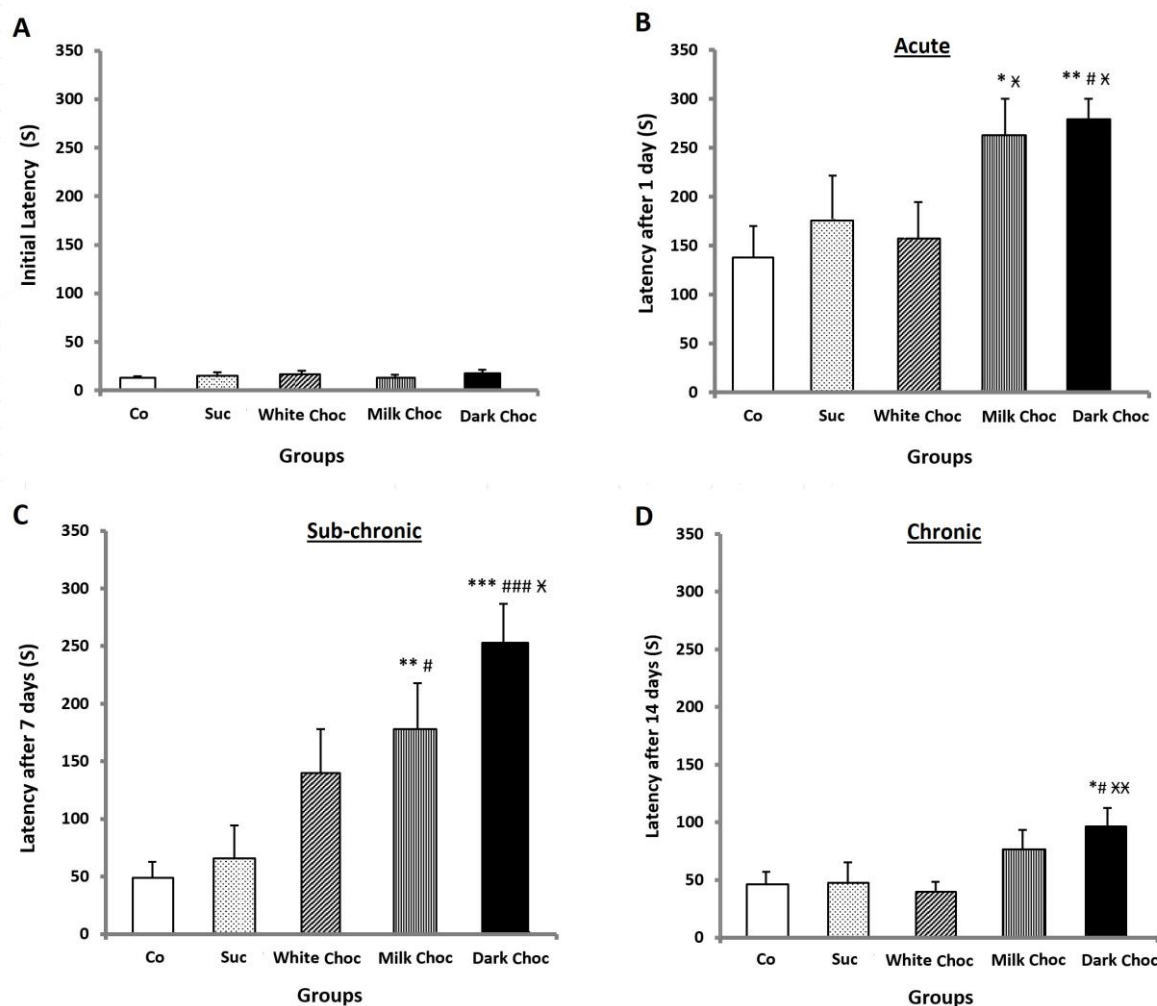 A
Initial Latency (S)
350
300
250
200
150
100
50
0
Co Suc White Choc Milk Choc Dark Choc
Groups
B
Acute
Latency after 1 day (S)
350
300
250
200
150
100
50
0
* ӿ
** # ӿ
Co Suc White Choc Milk Choc Dark Choc
Groups
C
Sub-chronic
Latency after 7 days (S)
350
300
250
200
150
100
50
0
** #
*** ### ӿ
Co Suc White Choc Milk Choc Dark Choc
Groups
D
Chronic
Latency after 14 days (S)
350
300
250
200
150
100
50
0
*# ӿӿ
Co Suc White Choc Milk Choc Dark Choc
Groups